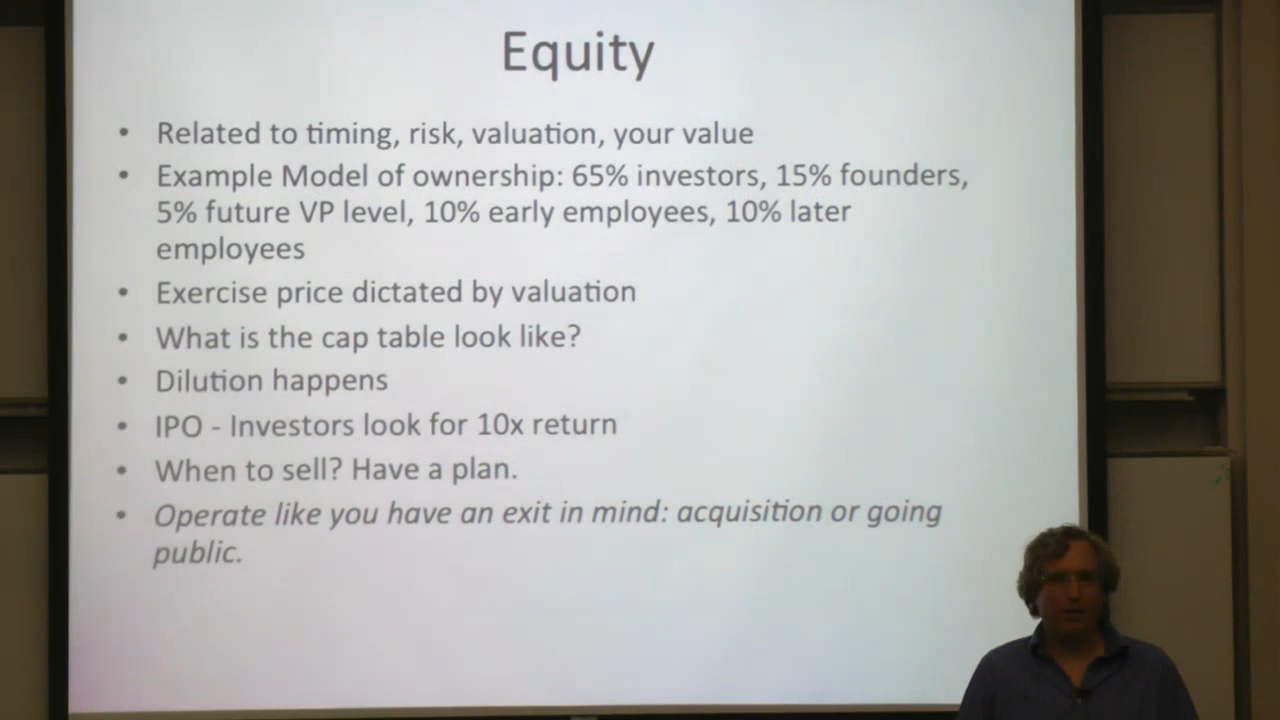 Equity
• Related to timing, risk, valuation, your value
• Example Model of ownership: 65% investors, 15% founders,
5% future VP level, 10% early employees, 10% later
employees
• Exercise price dictated by valuation
• What is the cap table look like?
• Dilution happens
• IPO - Investors look for 10x return
• When to sell? Have a plan.
• Operate like you have an exit in mind: acquisition or going
public.